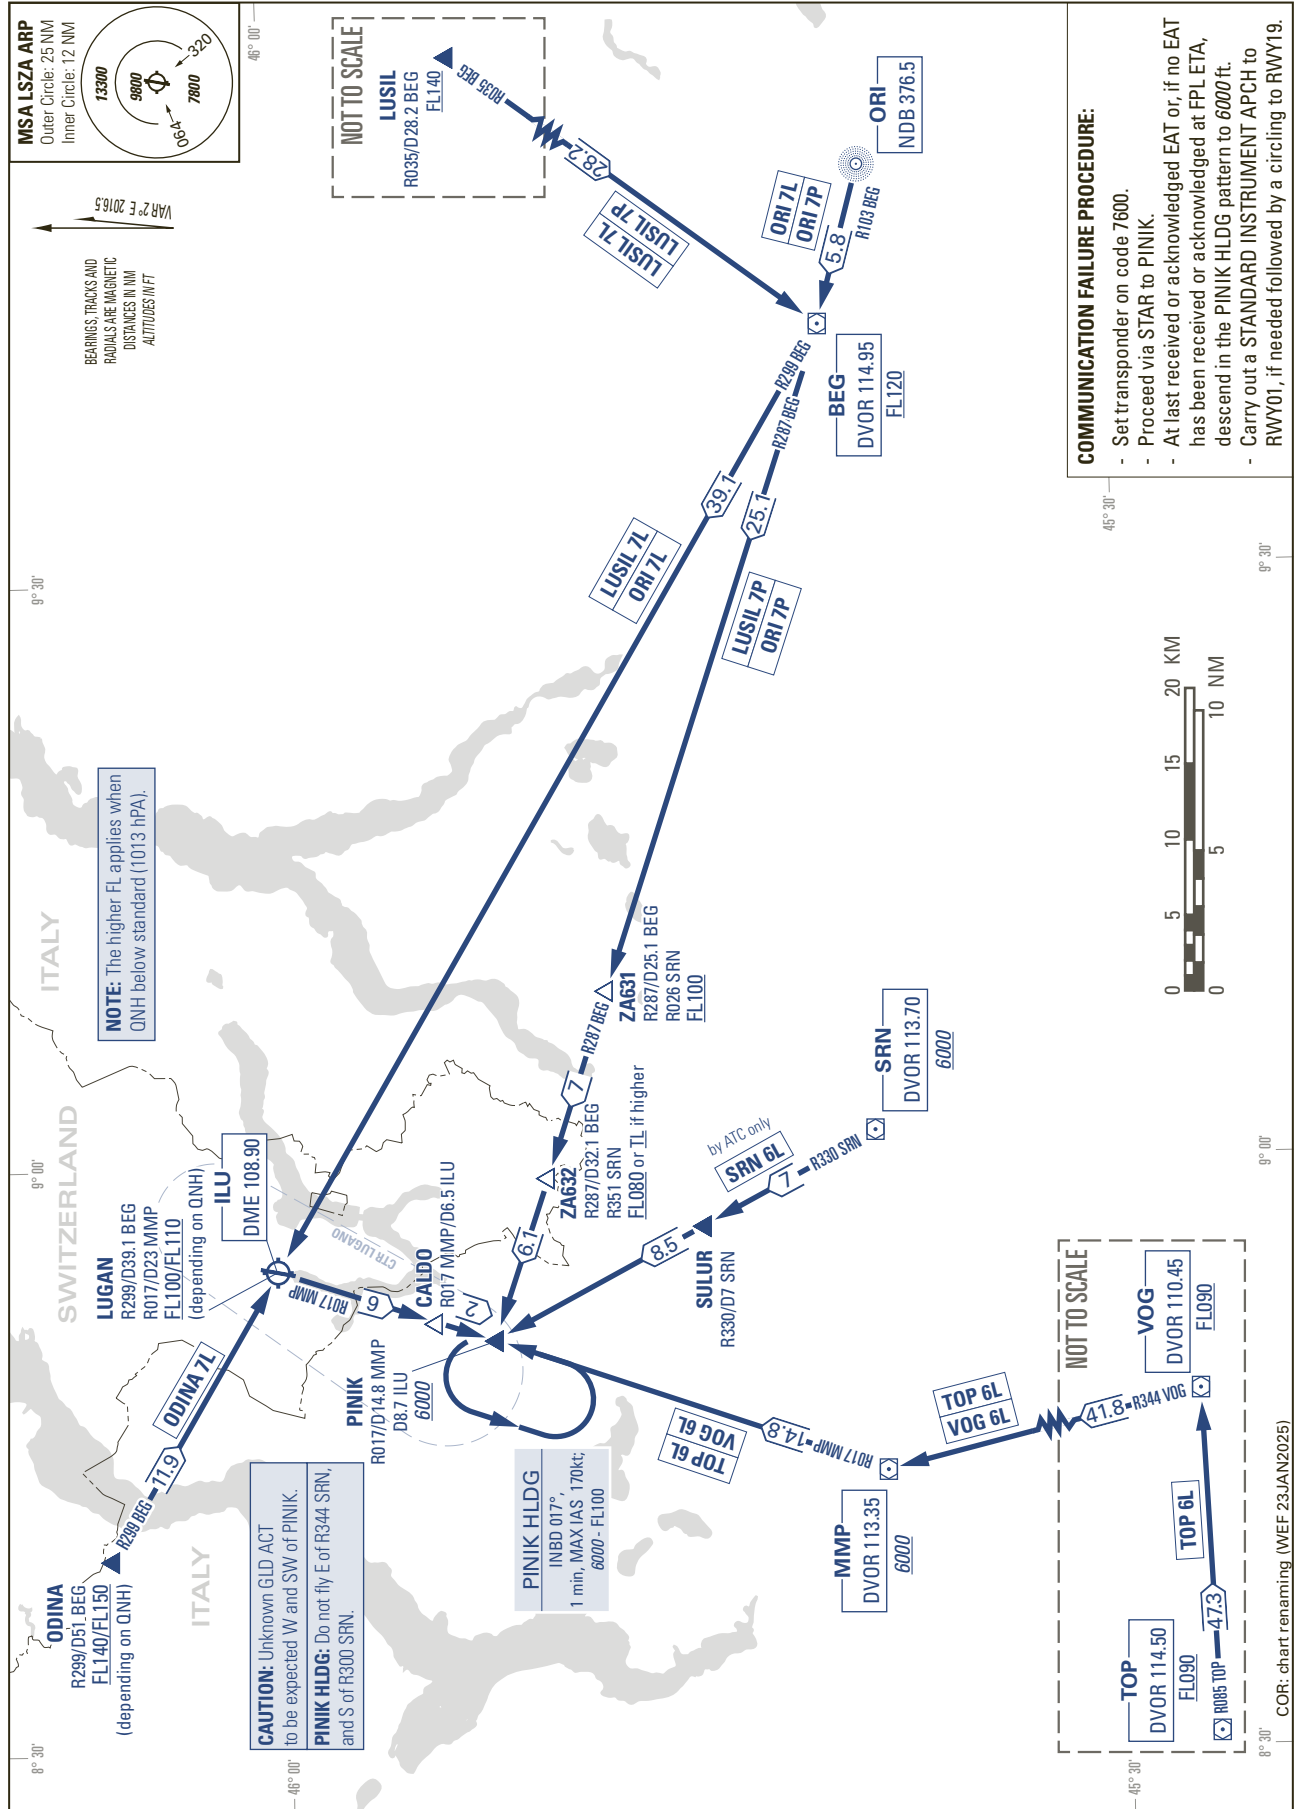 MSA LSZA ARP
Outer Circle: 25 NM
Inner Circle: 12 NM
13300
9800
7800
320
064
VAR 2° E 2016.5
BEARINGS, TRACKS AND
RADIALS ARE MAGNETIC
DISTANCES IN NM
ALTITUDES IN FT
46° 00'
NOT TO SCALE
LUSIL
R035/D28.2 BEG
FL140
R035 BEG
28.2
LUSIL 7L
LUSIL 7P
ORI
NDB 376.5
ORI 7L
ORI 7P
5.8
R103 BEG
BEG
DVOR 114.95
FL120
R299 BEG
R287 BEG
39.1
25.1
LUSIL 7L
ORI 7L
LUSIL 7P
ORI 7P
COMMUNICATION FAILURE PROCEDURE:
- Set transponder on code 7600.
- Proceed via STAR to PINIK.
- At last received or acknowledged EAT or, if no EAT
has been received or acknowledged at FPL ETA,
descend in the PINIK HLDG pattern to 6000 ft.
- Carry out a STANDARD INSTRUMENT APCH to
RWY01, if needed followed by a circling to RWY19.
45° 30'
9° 30'
9° 30'
NOTE: The higher FL applies when
QNH below standard (1013 hPA).
ITALY
SWITZERLAND
9° 00'
9° 00'
0 5 10 15 20 KM
0 5 10 NM
ZA631
R287/D25.1 BEG
R026 SRN
FL100
R287 BEG
7
ZA632
R287/D32.1 BEG
R351 SRN
FL080 or TL if higher
6.1
SRN
DVOR 113.70
6000
R330 SRN
7
by ATC only
SRN 6L
SULUR
R330/D7 SRN
8.5
LUGAN
R299/D39.1 BEG
R017/D23 MMP
FL100/FL110
(depending on QNH)
ILU
DME 108.90
CTR LUGANO
R017 MMP
6
CALDO
R017 MMP/D6.5 ILU
2
PINIK
R017/D14.8 MMP
D8.7 ILU
6000
ODINA 7L
11.9
R299 BEG
ODINA
R299/D51 BEG
FL140/FL150
(depending on QNH)
ITALY
CAUTION: Unknown GLD ACT
to be expected W and SW of PINIK.
PINIK HLDG: Do not fly E of R344 SRN,
and S of R300 SRN.
PINIK HLDG
INBD 017°,
1 min, MAX IAS 170kt;
6000 - FL100
TOP 6L
VOG 6L
14.8
R017 MMP
MMP
DVOR 113.35
6000
TOP 6L
VOG 6L
41.8
R344 VOG
NOT TO SCALE
VOG
DVOR 110.45
FL090
TOP 6L
47.3
R085 TOP
TOP
DVOR 114.50
FL090
8° 30'
46° 00'
45° 30'
8° 30'
COR: chart renaming (WEF 23JAN2025)